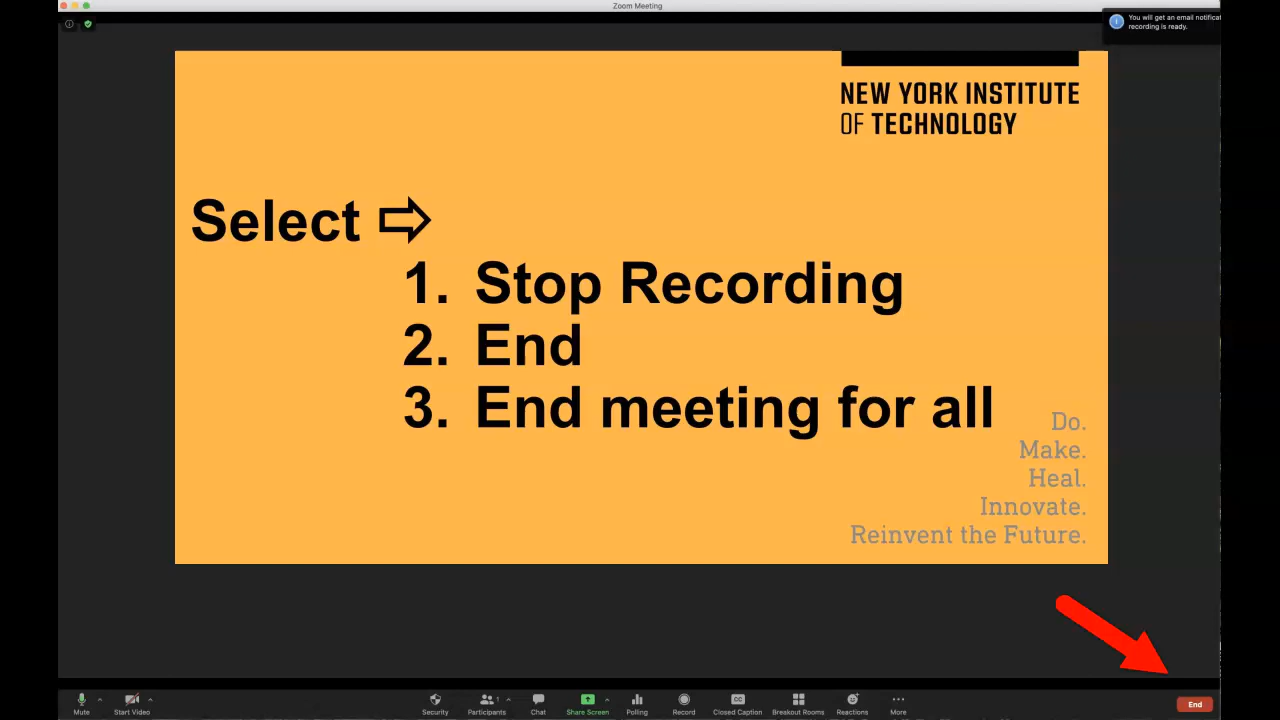 Zoom Meeting
You will get an email notificat
recording is ready.
NEW YORK INSTITUTE
OF TECHNOLOGY
Select ⇨
1. Stop Recording
2. End
3. End meeting for all
Do.
Make.
Heal.
Innovate.
Reinvent the Future.
Mute Start Video Security Participants 1 Chat Share Screen Polling Record Closed Caption Breakout Rooms Reactions More End